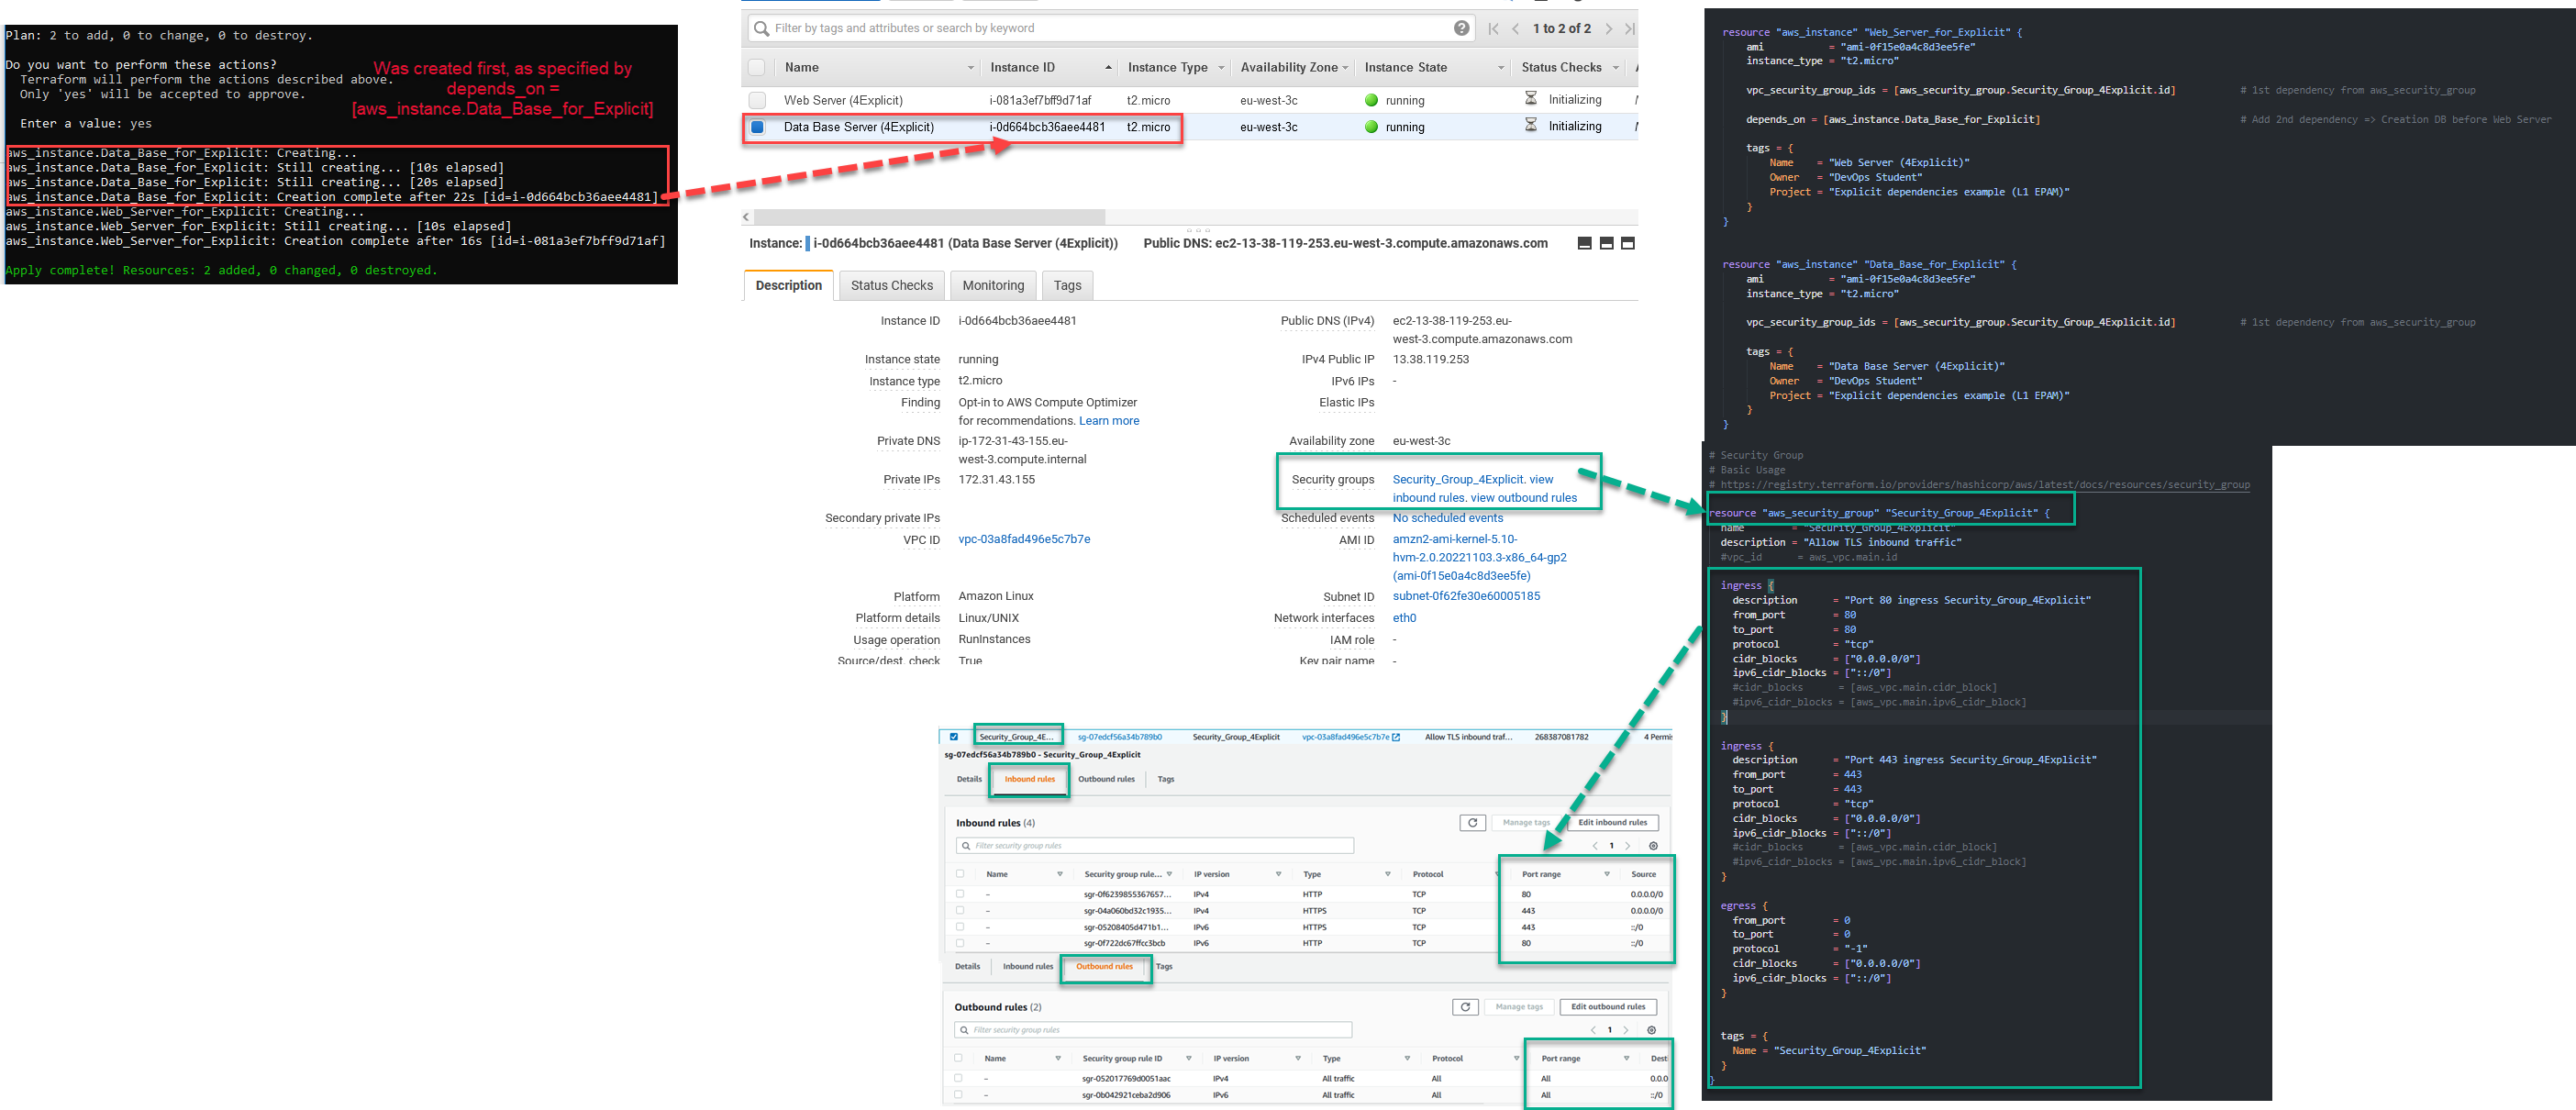 Plan: 2 to add, 0 to change, 0 to destroy.
Do you want to perform these actions?
Terraform will perform the actions described above.
Only 'yes' will be accepted to approve.
Enter a value: yes
Was created first, as specified by
depends_on =
[aws_instance.Data_Base_for_Explicit]
aws_instance.Data_Base_for_Explicit: Creating...
aws_instance.Data_Base_for_Explicit: Still creating... [10s elapsed]
aws_instance.Data_Base_for_Explicit: Still creating... [20s elapsed]
aws_instance.Data_Base_for_Explicit: Creation complete after 22s [id=i-0d664bcb36aee4481]
aws_instance.Web_Server_for_Explicit: Creating...
aws_instance.Web_Server_for_Explicit: Still creating... [10s elapsed]
aws_instance.Web_Server_for_Explicit: Creation complete after 16s [id=i-081a3ef7bff9d71af]
Apply complete! Resources: 2 added, 0 changed, 0 destroyed.
Filter by tags and attributes or search by keyword 1 to 2 of 2
Name Instance ID Instance Type Availability Zone Instance State Status Checks
Web Server (4Explicit) i-081a3ef7bff9d71af t2.micro eu-west-3c running Initializing
Data Base Server (4Explicit) i-0d664bcb36aee4481 t2.micro eu-west-3c running Initializing
Instance: i-0d664bcb36aee4481 (Data Base Server (4Explicit)) Public DNS: ec2-13-38-119-253.eu-west-3.compute.amazonaws.com
Description Status Checks Monitoring Tags
Instance ID i-0d664bcb36aee4481 Public DNS (IPv4) ec2-13-38-119-253.eu-
west-3.compute.amazonaws.com
Instance state running IPv4 Public IP 13.38.119.253
Instance type t2.micro IPv6 IPs -
Finding Opt-in to AWS Compute Optimizer Elastic IPs
for recommendations. Learn more
Private DNS ip-172-31-43-155.eu- Availability zone eu-west-3c
west-3.compute.internal
Private IPs 172.31.43.155 Security groups Security_Group_4Explicit. view
inbound rules. view outbound rules
Secondary private IPs Scheduled events No scheduled events
VPC ID vpc-03a8fad496e5c7b7e AMI ID amzn2-ami-kernel-5.10-
hvm-2.0.20221103.3-x86_64-gp2
(ami-0f15e0a4c8d3ee5fe)
Platform Amazon Linux Subnet ID subnet-0f62fe30e60005185
Platform details Linux/UNIX Network interfaces eth0
Usage operation RunInstances IAM role -
Source/dest. check True Key pair name -
Security_Group_4E... sg-07edcf56a34b789b0 Security_Group_4Explicit vpc-03a8fad496e5c7b7e Allow TLS inbound traf... 268387081782 4 Permis
sg-07edcf56a34b789b0 - Security_Group_4Explicit
Details Inbound rules Outbound rules Tags
Inbound rules (4) Manage tags Edit inbound rules
Filter security group rules 1
Name Security group rule... IP version Type Protocol Port range Source
– sgr-0f6239855367657... IPv4 HTTP TCP 80 0.0.0.0/0
– sgr-04a060bd32c1935... IPv4 HTTPS TCP 443 0.0.0.0/0
– sgr-05208405d471b1... IPv6 HTTPS TCP 443 ::/0
– sgr-0f722dc67ffcc3bcb IPv6 HTTP TCP 80 ::/0
Details Inbound rules Outbound rules Tags
Outbound rules (2) Manage tags Edit outbound rules
Filter security group rules 1
Name Security group rule ID IP version Type Protocol Port range Dest
– sgr-052017769d0051aac IPv4 All traffic All All 0.0.0
– sgr-0b042921ceba2d906 IPv6 All traffic All All ::/0
resource "aws_instance" "Web_Server_for_Explicit" {
ami = "ami-0f15e0a4c8d3ee5fe"
instance_type = "t2.micro"
vpc_security_group_ids = [aws_security_group.Security_Group_4Explicit.id] # 1st dependency from aws_security_group
depends_on = [aws_instance.Data_Base_for_Explicit] # Add 2nd dependency => Creation DB before Web Server
tags = {
Name = "Web Server (4Explicit)"
Owner = "DevOps Student"
Project = "Explicit dependencies example (L1 EPAM)"
}
}
resource "aws_instance" "Data_Base_for_Explicit" {
ami = "ami-0f15e0a4c8d3ee5fe"
instance_type = "t2.micro"
vpc_security_group_ids = [aws_security_group.Security_Group_4Explicit.id] # 1st dependency from aws_security_group
tags = {
Name = "Data Base Server (4Explicit)"
Owner = "DevOps Student"
Project = "Explicit dependencies example (L1 EPAM)"
}
}
# Security Group
# Basic Usage
# https://registry.terraform.io/providers/hashicorp/aws/latest/docs/resources/security_group
resource "aws_security_group" "Security_Group_4Explicit" {
name = "Security_Group_4Explicit"
description = "Allow TLS inbound traffic"
#vpc_id = aws_vpc.main.id
ingress {
description = "Port 80 ingress Security_Group_4Explicit"
from_port = 80
to_port = 80
protocol = "tcp"
cidr_blocks = ["0.0.0.0/0"]
ipv6_cidr_blocks = ["::/0"]
#cidr_blocks = [aws_vpc.main.cidr_block]
#ipv6_cidr_blocks = [aws_vpc.main.ipv6_cidr_block]
}
ingress {
description = "Port 443 ingress Security_Group_4Explicit"
from_port = 443
to_port = 443
protocol = "tcp"
cidr_blocks = ["0.0.0.0/0"]
ipv6_cidr_blocks = ["::/0"]
#cidr_blocks = [aws_vpc.main.cidr_block]
#ipv6_cidr_blocks = [aws_vpc.main.ipv6_cidr_block]
}
egress {
from_port = 0
to_port = 0
protocol = "-1"
cidr_blocks = ["0.0.0.0/0"]
ipv6_cidr_blocks = ["::/0"]
}
tags = {
Name = "Security_Group_4Explicit"
}
}